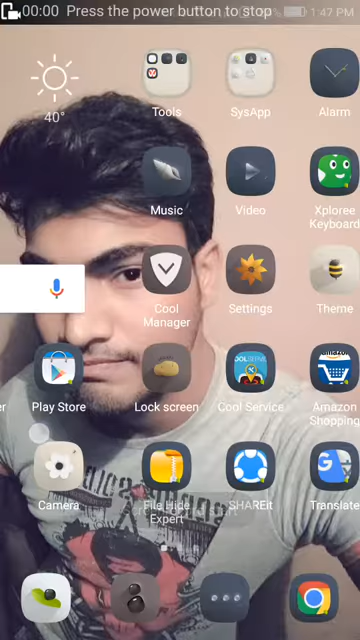 00:00 Press the power button to stop
1:47 PM
40°
Tools
SysApp
Alarm
Music
Video
Xploree
Keyboard
Cool
Manager
Settings
Theme
er
Play Store
Lock screen
Cool Service
Amazon
Shopping
Camera
File Hide
Expert
SHAREit
Translate